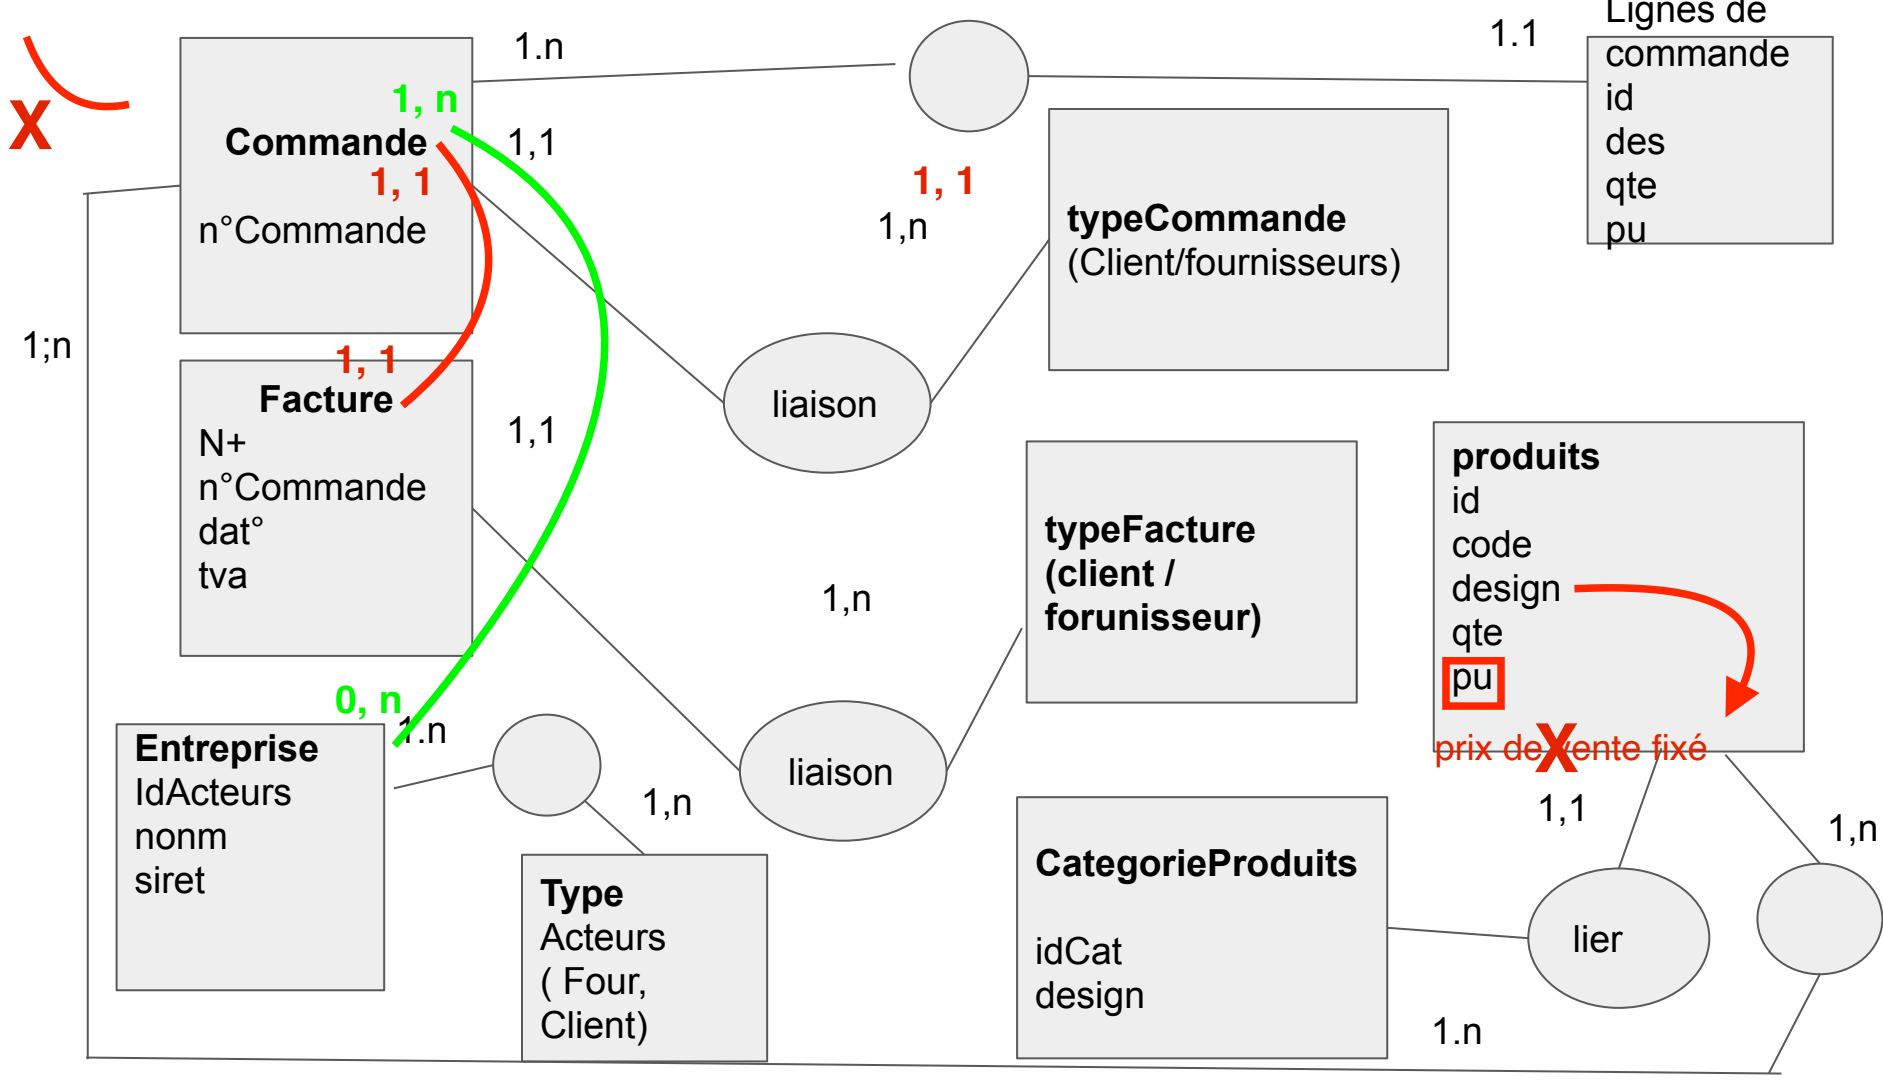 Lignes de
commande
id
des
qte
pu
1.n
1.1
X
1, n
Commande
1,1
1, 1
n°Commande
1, 1
1,n
typeCommande
(Client/fournisseurs)
1;n
liaison
1, 1
Facture
N+
n°Commande
dat°
tva
1,1
produits
id
code
design
qte
pu
prix de vente fixé
X
typeFacture
(client /
forunisseur)
1,n
liaison
0, n
1.n
Entreprise
IdActeurs
nonm
siret
1,n
Type
Acteurs
( Four,
Client)
CategorieProduits
idCat
design
1,1
1,n
lier
1.n